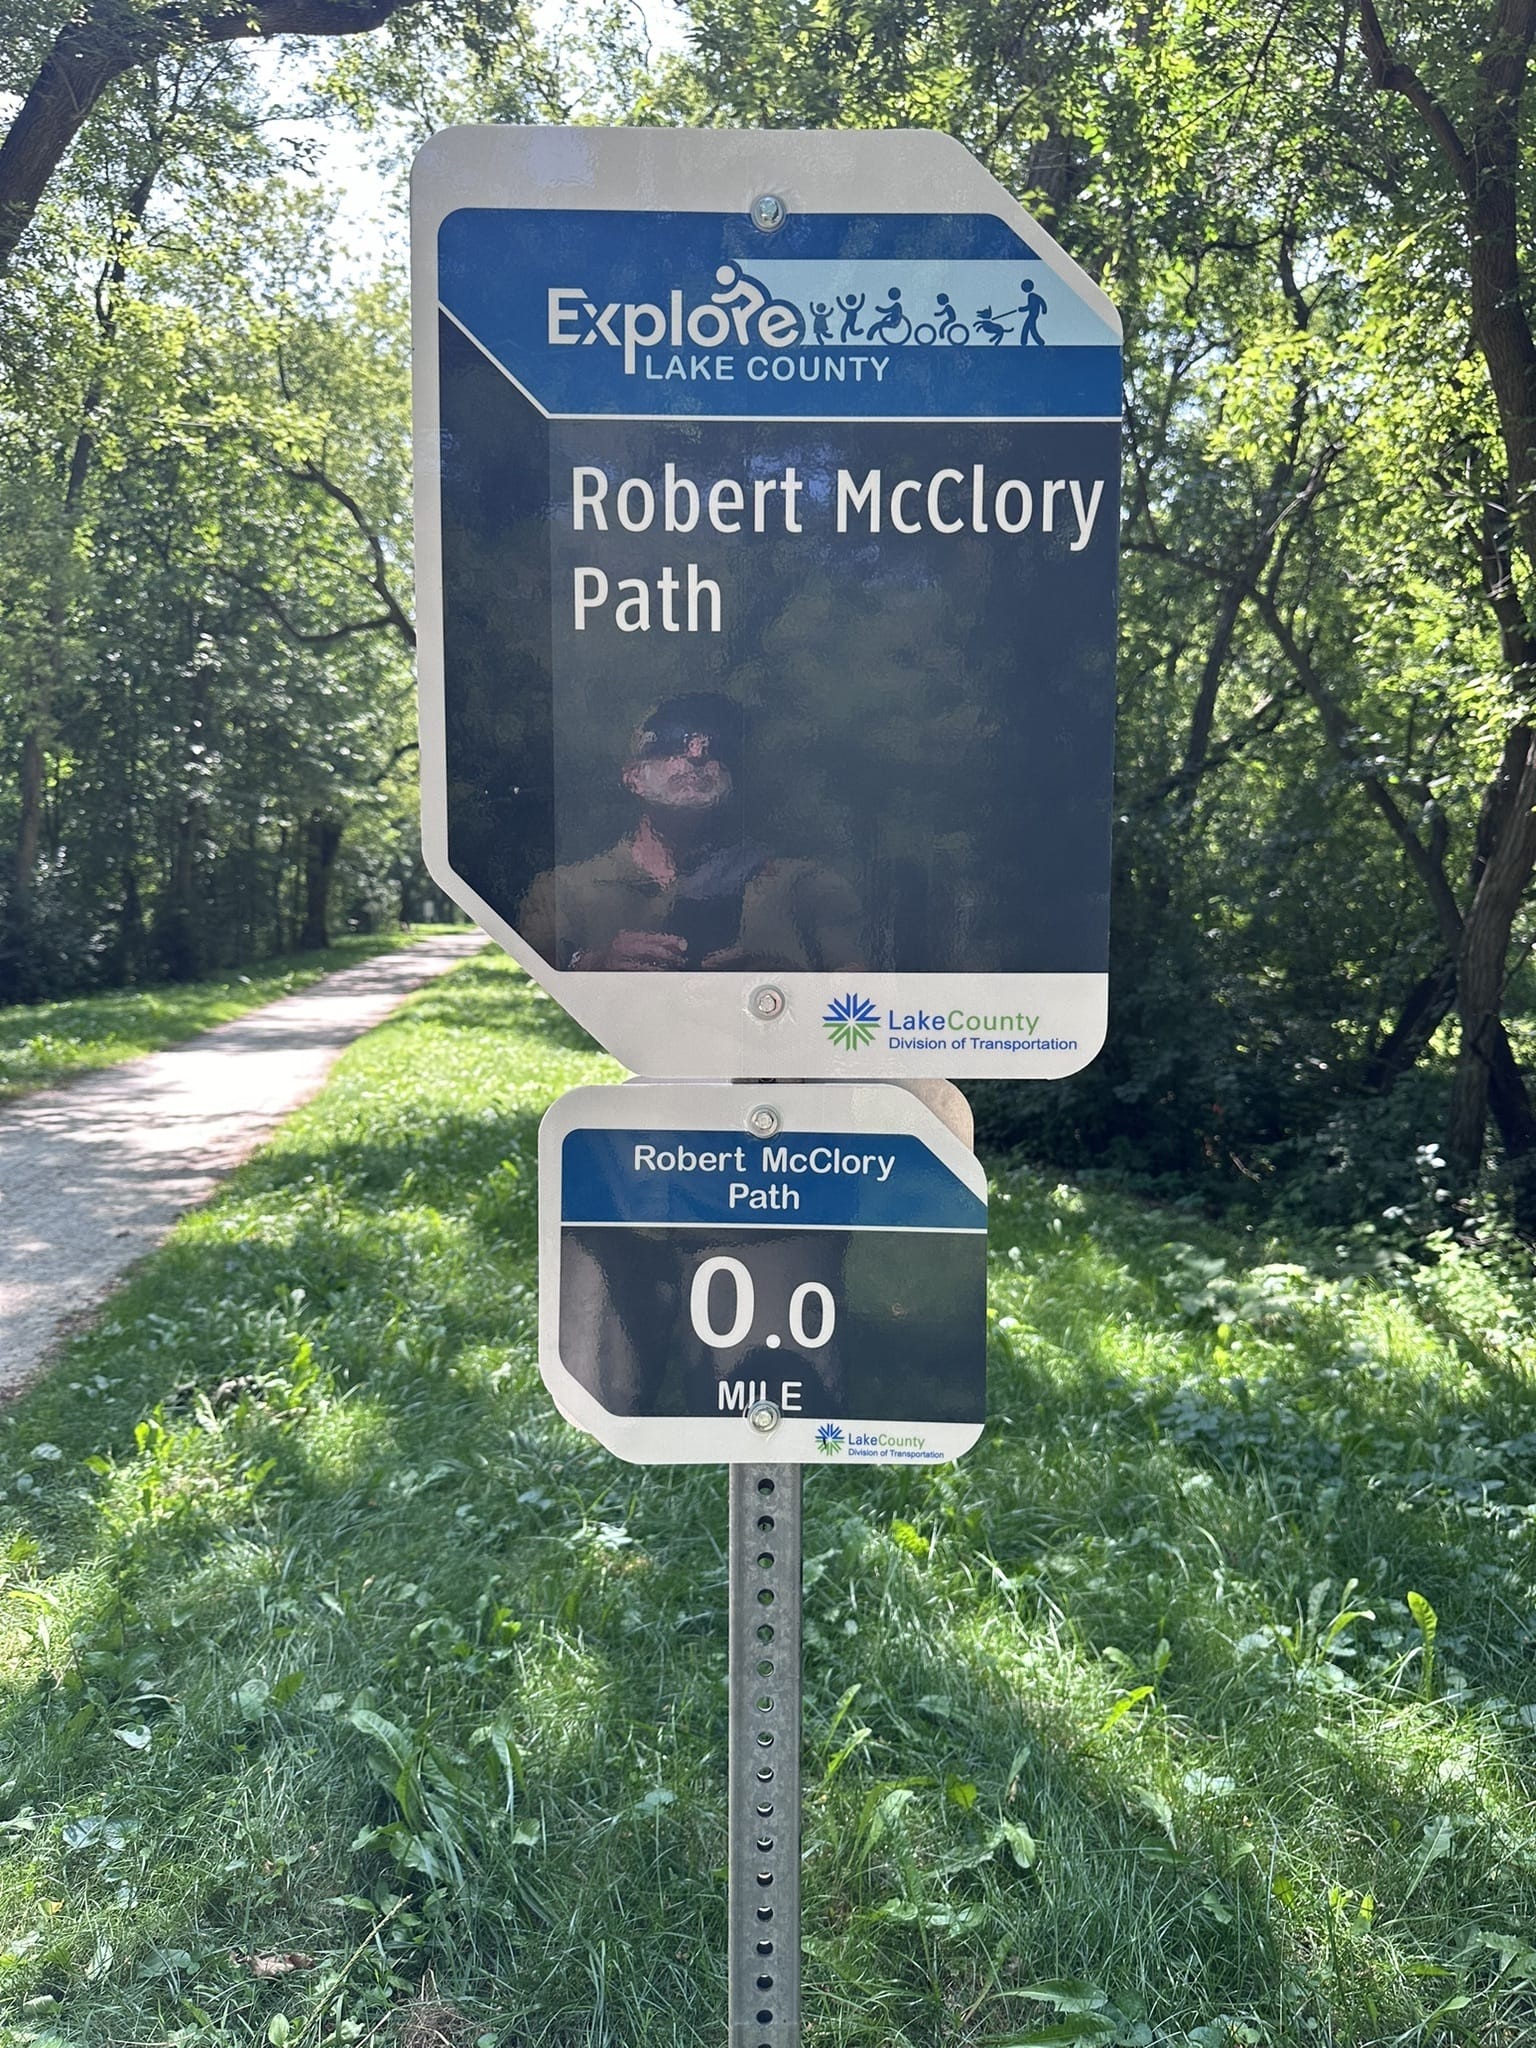 Explore
LAKE COUNTY
Robert McClory
Path
LakeCounty
Division of Transportation
Robert McClory
Path
0.0
MILE
LakeCounty
Division of Transportation